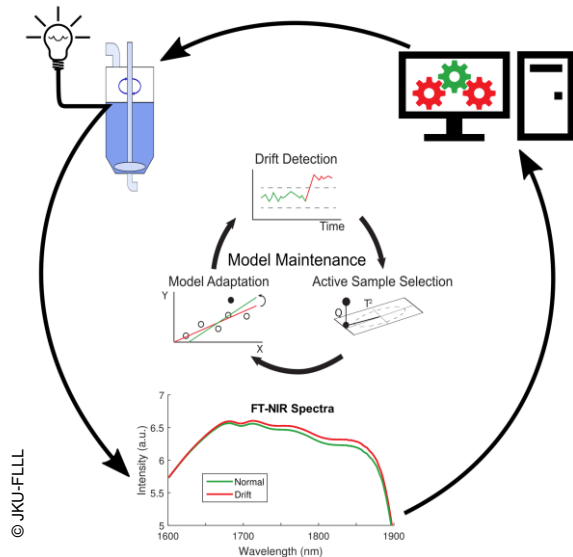 Drift Detection
Time
Model Maintenance
Model Adaptation
Active Sample Selection
Y
X
T²
Q
FT-NIR Spectra
Intensity (a.u.)
7
6.5
6
5.5
5
Normal
Drift
1600
1700
1800
1900
Wavelength (nm)
© JKU-FLLL